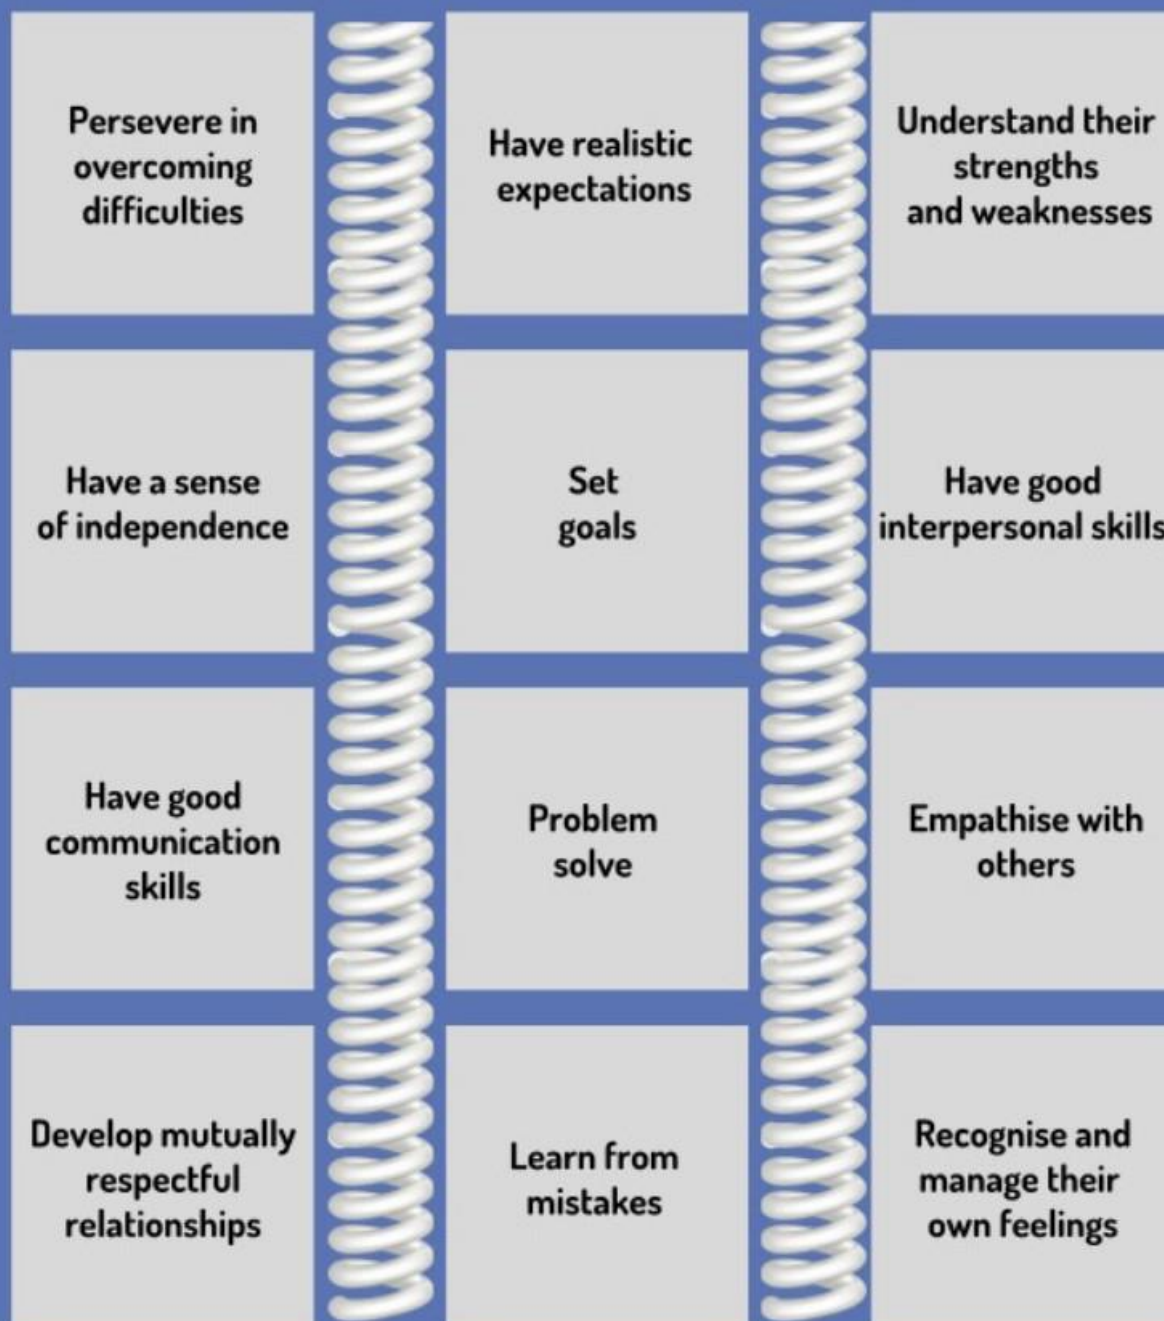 Persevere in
overcoming
difficulties
Have realistic
expectations
Understand their
strengths
and weaknesses
Have a sense
of independence
Set
goals
Have good
interpersonal skills
Have good
communication
skills
Problem
solve
Empathise with
others
Develop mutually
respectful
relationships
Learn from
mistakes
Recognise and
manage their
own feelings